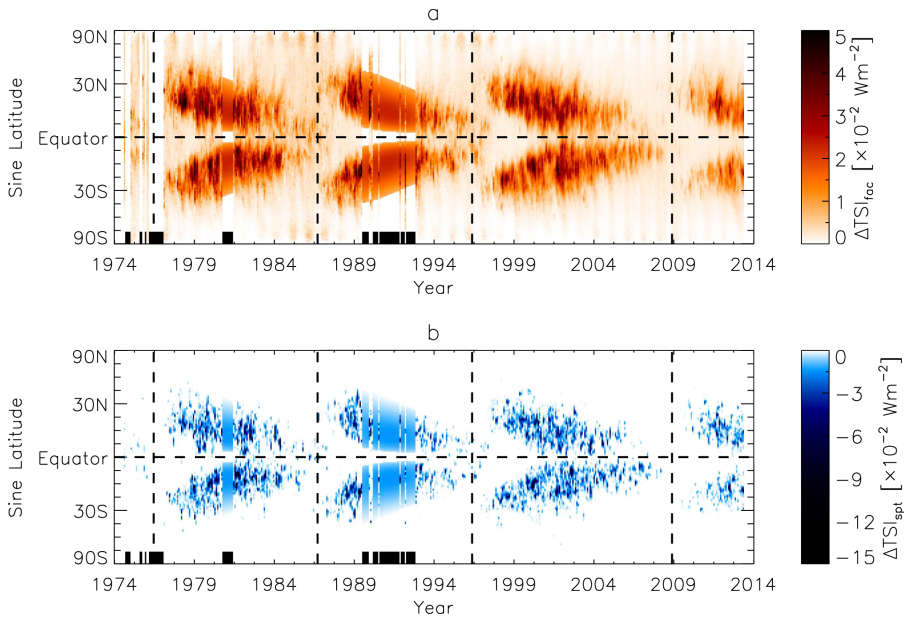 a
90N
30N
Equator
30S
90S
Sine Latitude
1974 1979 1984 1989 1994 1999 2004 2009 2014
Year
5
4
3
2
1
0
ΔTSI_fac [×10⁻² Wm⁻²]
b
90N
30N
Equator
30S
90S
Sine Latitude
1974 1979 1984 1989 1994 1999 2004 2009 2014
Year
0
−3
−6
−9
−12
−15
ΔTSI_spt [×10⁻² Wm⁻²]